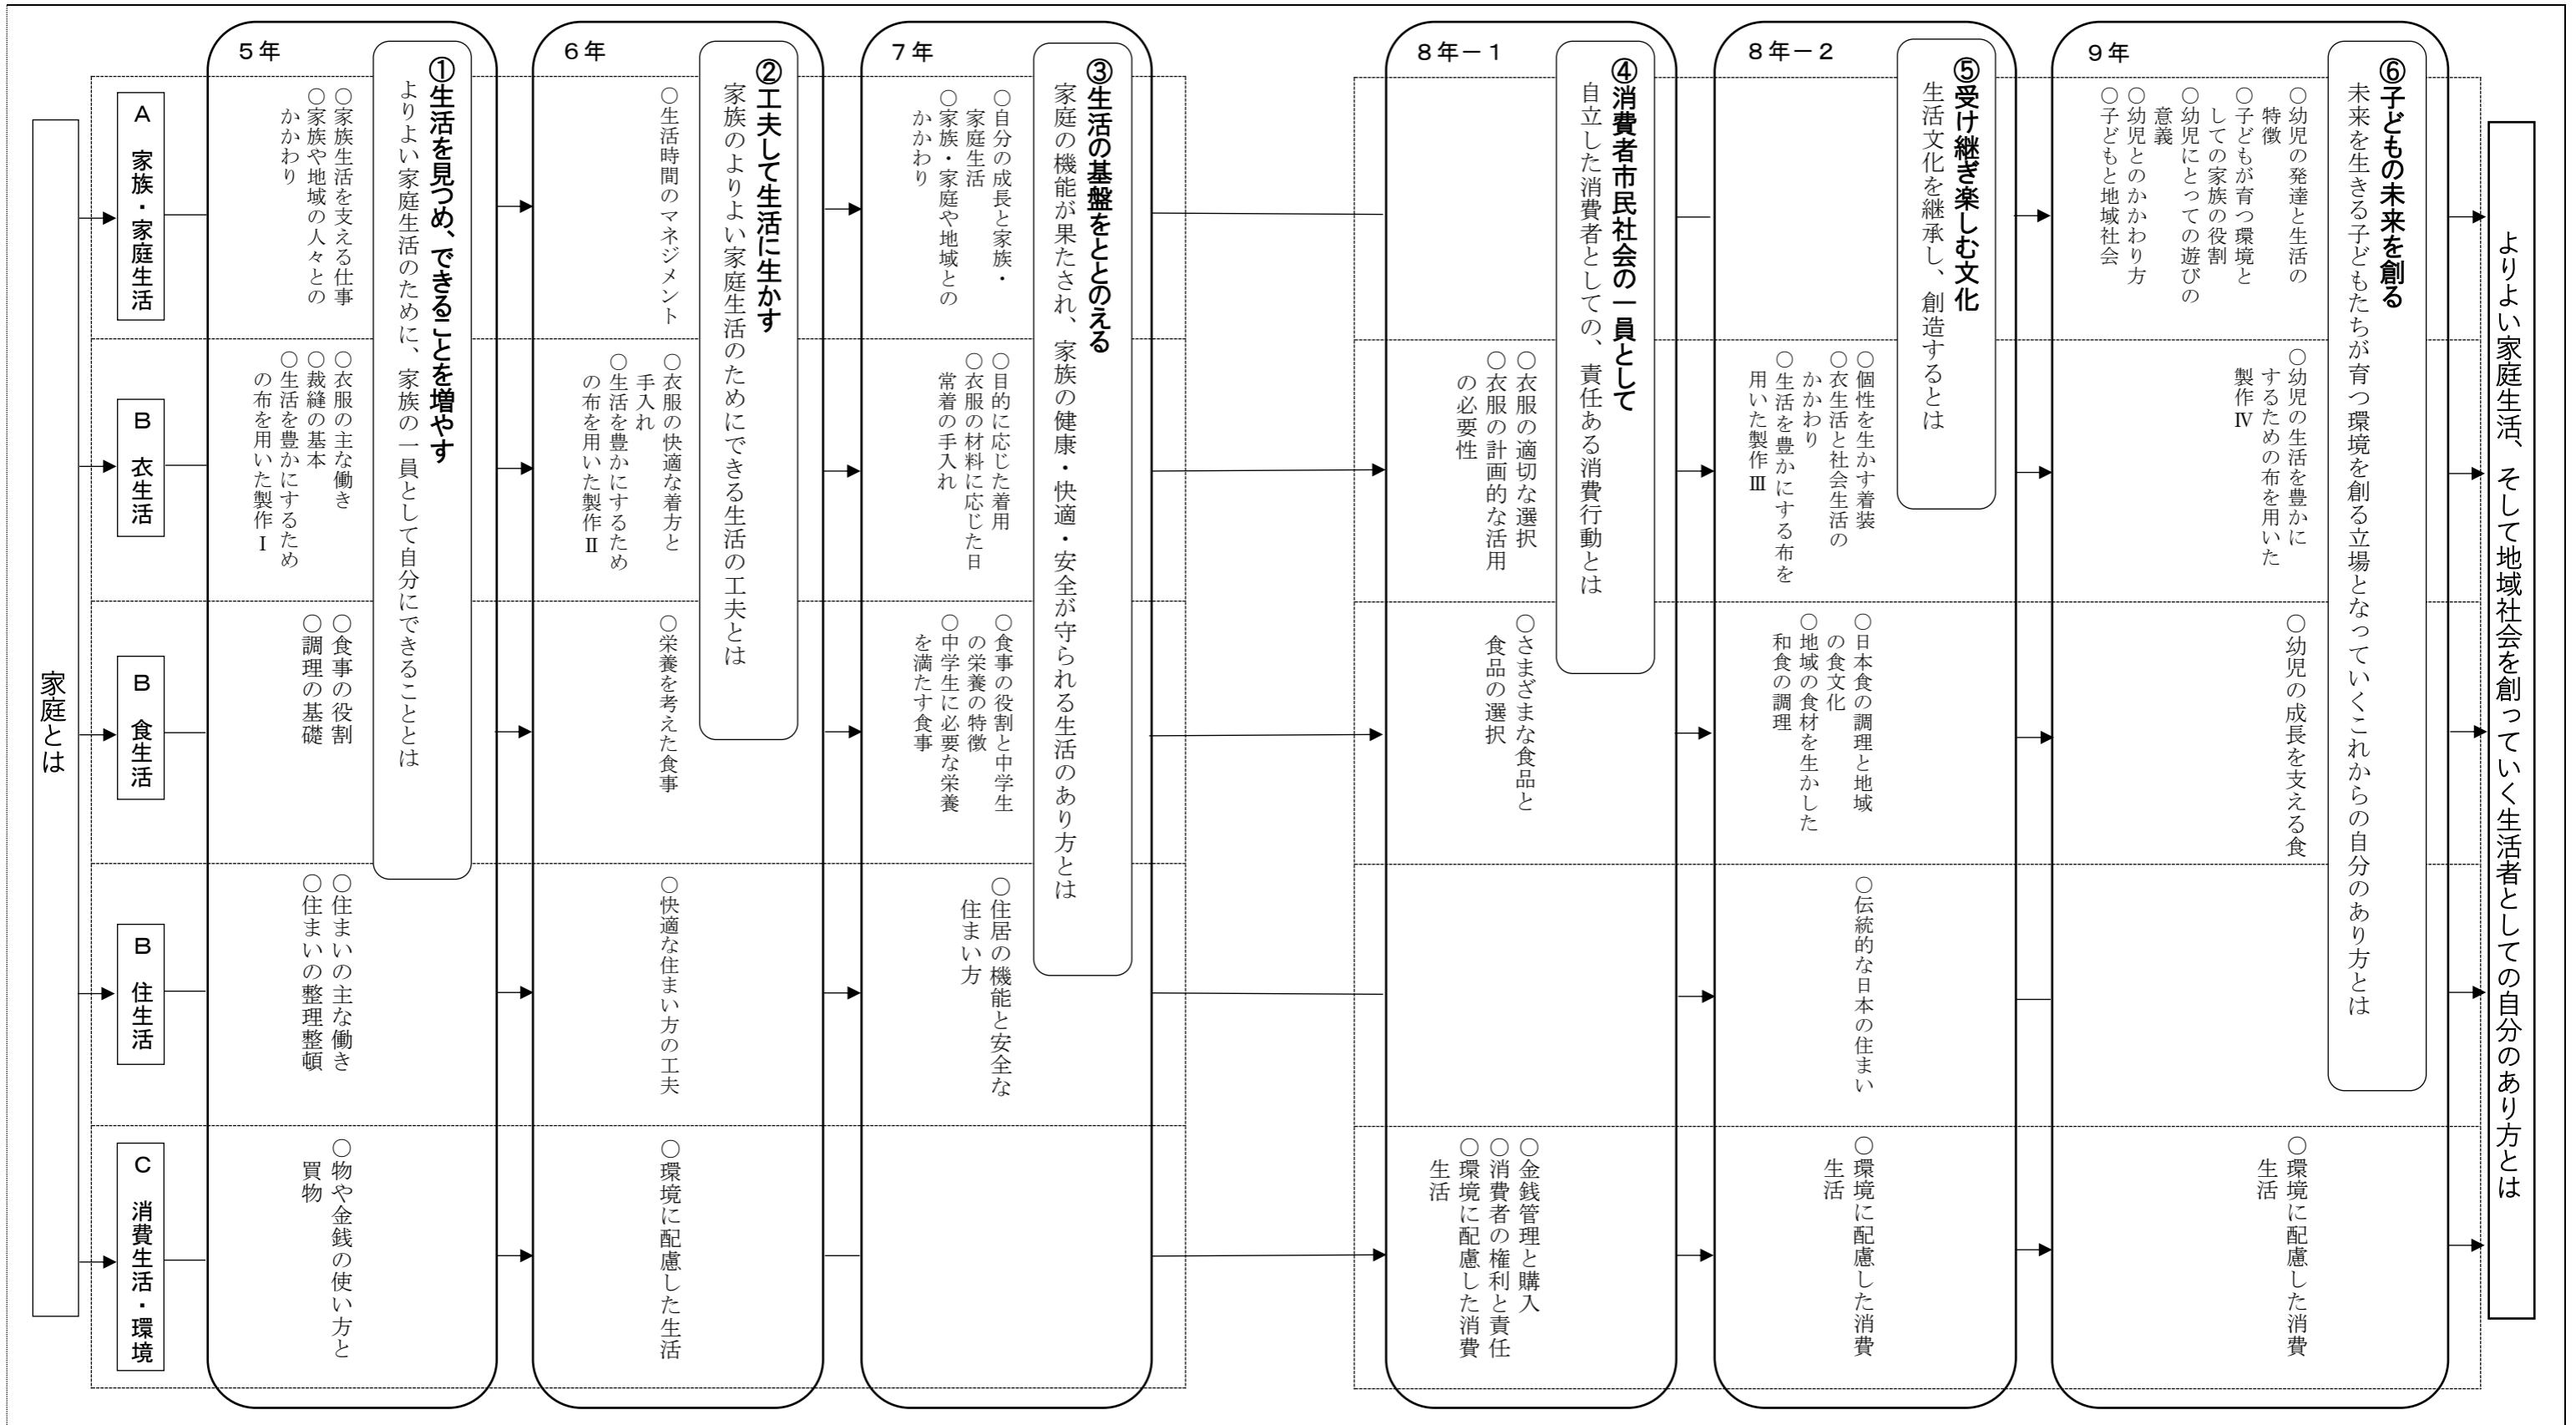 家庭とは
A 家族・家庭生活
B 衣生活
B 食生活
B 住生活
C 消費生活・環境
5年
①生活を見つめ、できることを増やす
よりよい家庭生活のために、家族の一員として自分にできることとは
○家族生活を支える仕事
○家族や地域の人々との
かかわり
○衣服の主な働き
○裁縫の基本
○生活を豊かにするため
の布を用いた製作Ⅰ
○食事の役割
○調理の基礎
○住まいの主な働き
○住まいの整理整頓
○物や金銭の使い方と
買物
6年
②工夫して生活に生かす
家族のよりよい家庭生活のためにできる生活の工夫とは
○生活時間のマネジメント
○衣服の快適な着方と
手入れ
○生活を豊かにするため
の布を用いた製作Ⅱ
○栄養を考えた食事
○快適な住まい方の工夫
○環境に配慮した生活
7年
③生活の基盤をととのえる
家庭の機能が果たされ、家族の健康・快適・安全が守られる生活のあり方とは
○自分の成長と家族・
家庭生活
○家族・家庭や地域との
かかわり
○目的に応じた着用
○衣服の材料に応じた日
常着の手入れ
○食事の役割と中学生
の栄養の特徴
○中学生に必要な栄養
を満たす食事
○住居の機能と安全な
住まい方
8年－1
④消費者市民社会の一員として
自立した消費者としての、責任ある消費行動とは
○衣服の適切な選択
○衣服の計画的な活用
の必要性
○さまざまな食品と
食品の選択
○金銭管理と購入
○消費者の権利と責任
○環境に配慮した消費
生活
8年－2
⑤受け継ぎ楽しむ文化
生活文化を継承し、創造するとは
○個性を生かす着装
○衣生活と社会生活の
かかわり
○生活を豊かにする布を
用いた製作Ⅲ
○日本食の調理と地域
の食文化
○地域の食材を生かした
和食の調理
○伝統的な日本の住まい
○環境に配慮した消費
生活
9年
⑥子どもの未来を創る
未来を生きる子どもたちが育つ環境を創る立場となっていくこれからの自分のあり方とは
○幼児の発達と生活の
特徴
○子どもが育つ環境と
しての家族の役割
○幼児にとっての遊びの
意義
○幼児とのかかわり方
○子どもと地域社会
○幼児の生活を豊かに
するための布を用いた
製作Ⅳ
○幼児の成長を支える食
○環境に配慮した消費
生活
よりよい家庭生活、そして地域社会を創っていく生活者としての自分のあり方とは